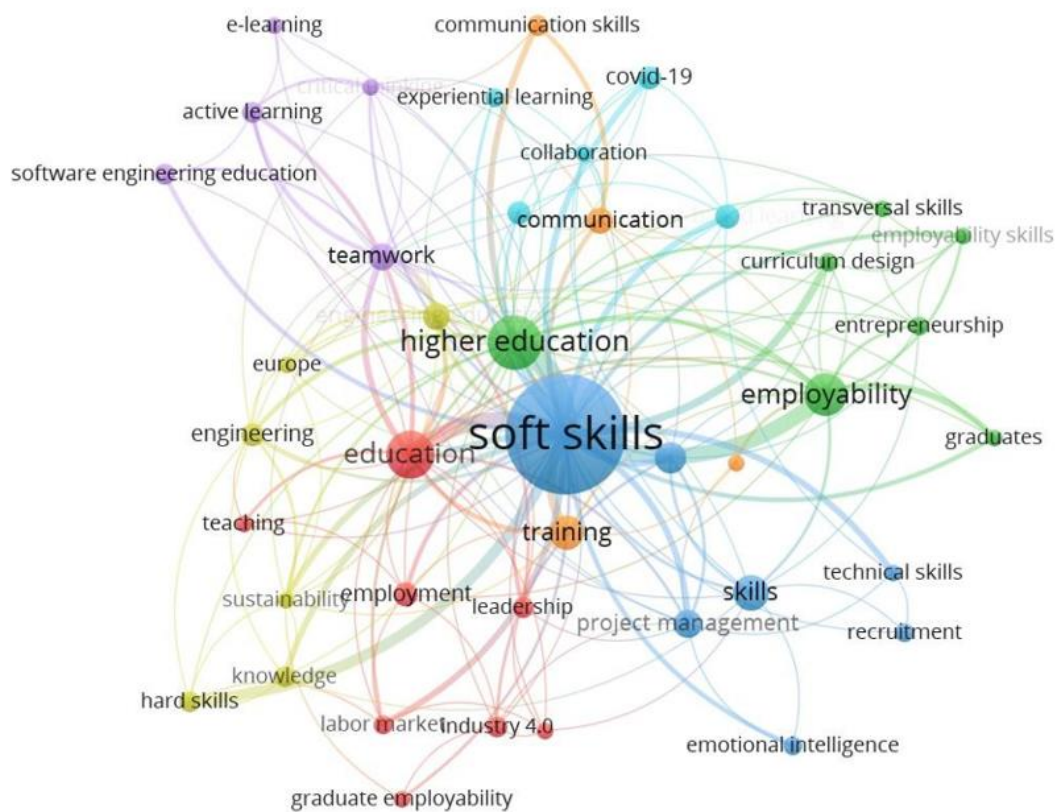 e-learning
communication skills
covid-19
critical thinking
experiential learning
active learning
collaboration
software engineering education
communication
transversal skills
employability skills
teamwork
curriculum design
higher education
entrepreneurship
europe
employability
soft skills
engineering
education
graduates
teaching
training
technical skills
sustainability
employment
leadership
skills
project management
recruitment
knowledge
hard skills
labor market
industry 4.0
emotional intelligence
graduate employability